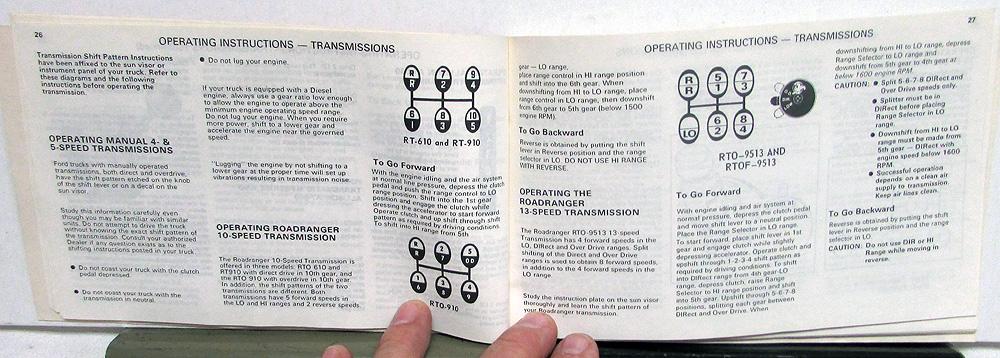 26
OPERATING INSTRUCTIONS — TRANSMISSIONS
Transmission Shift Pattern Instructions
have been affixed to the sun visor or
instrument panel of your truck. Refer to
these diagrams and the following
instructions before operating the
transmission.
OPERATING MANUAL 4- &
5-SPEED TRANSMISSIONS
Ford trucks with manually operated
transmissions, both direct and overdrive,
have the shift pattern etched on the knob
of the shift lever or on a decal on the
sun visor.
Study this information carefully even
though you may be familiar with similar
units. Do not attempt to drive the truck
without knowing the exact shift pattern of
the transmission. Consult your authorized
Dealer if any question exists as to the
shifting instructions posted in your truck.
● Do not coast your truck with the clutch
pedal depressed.
● Do not coast your truck with the
transmission in neutral.
● Do not lug your engine.
If your truck is equipped with a Diesel
engine, always use a gear ratio low enough
to allow the engine to operate above the
minimum engine operating speed range.
Do not lug your engine. When you require
more power, shift to a lower gear and
accelerate the engine near the governed
speed.
"Lugging" the engine by not shifting to a
lower gear at the proper time will set up
vibrations resulting in transmission noise.
OPERATING ROADRANGER
10-SPEED TRANSMISSION
The Roadranger 10-Speed Transmission is
offered in three models: RTO 610 and
RT910 with direct drive in 10th gear, and
the RTO 910 with overdrive in 10th gear.
In addition, the shift patterns of the two
transmissions are different. Both
transmissions have 5 forward speeds in
the LO and HI ranges and 2 reverse speeds.
R 7 9
R 2 4
6 8 10
1 3 5
RT-610 and RT-910
To Go Forward
With the engine idling and the air system
at normal line pressure, depress the clutch
pedal and push the range control to LO
range position. Shift into the 1st gear
position and engage the clutch while
depressing the accelerator to start forward
Operate clutch and up shift through shift
pattern as required by driving conditions.
To shift into HI range from 5th
R 7
R 2 5
6 8
RTO-910
27
OPERATING INSTRUCTIONS — TRANSMISSIONS
gear — LO range,
place range control in HI range position
and shift into the 6th gear. When
downshifting from HI to LO range, place
range control in LO range, then downshift
from 6th gear to 5th gear (below 1500
engine RPM).
To Go Backward
Reverse is obtained by putting the shift
lever in Reverse position and the range
selector in LO. DO NOT USE HI RANGE
WITH REVERSE.
OPERATING THE
ROADRANGER
13-SPEED TRANSMISSION
The Roadranger RTO-9513 13-speed
Transmission has 4 forward speeds in the
LO, DIrect and Over Drive ranges. Split
shifting of the Direct and Over Drive
ranges is used to obtain 8 forward speeds,
in addition to the 4 forward speeds in the
LO range.
Study the instruction plate on the sun visor
thoroughly and learn the shift pattern of
your Roadranger transmission.
R 5 7
R 1 3
LO 6 8
2 4
RTO-9513 AND
RTOF-9513
To Go Forward
With engine idling and air system at
normal pressure, depress the clutch pedal
and move shift lever to a neutral position.
Place the Range Selector in LO range.
To start forward, place shift lever in 1st
gear and engage clutch while slightly
depressing accelerator. Operate clutch and
upshift through 1-2-3-4 shift pattern as
required by driving conditions. To shift
into DIRect range from 4th gear-LO
range, depress clutch, raise Range
Selector to HI range position and shift
into 5th gear. Upshift through 5-6-7-8
positions, splitting each gear between
DIRect and Over Drive. When
downshifting from HI to LO range, depress
Range Selector to LO range and
downshift from 5th gear to 4th gear at
below 1600 engine RPM.
CAUTION: ● Split 5-6-7-8 DIRect and
Over Drive speeds only.
● Splitter must be in
DIRect before placing
Range Selector in LO
range.
● Downshift from HI to LO
range must be made from
5th gear — DIRect with
engine speed below 1600
RPM.
● Successful operation
depends on a clean air
supply to transmission.
Keep air lines clean.
To Go Backward
Reverse is obtained by putting the shift
lever in Reverse position and the range
selector in LO.
CAUTION: Do not use DIR or HI
Range while moving in
reverse.